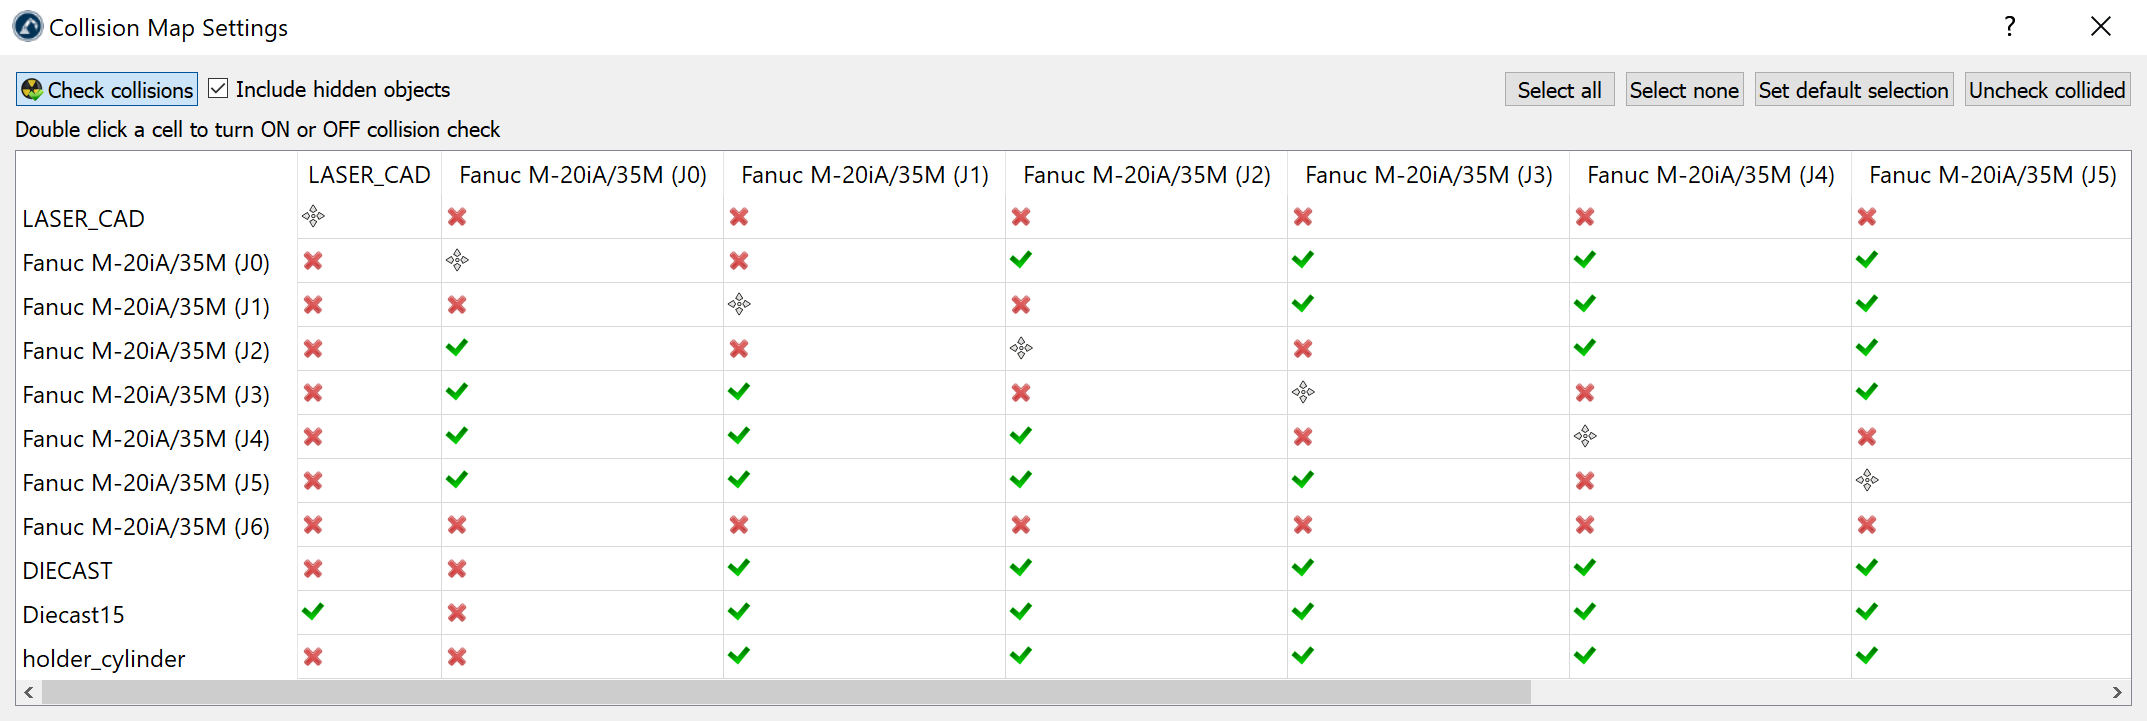 Collision Map Settings ?
Check collisions Include hidden objects Select all Select none Set default selection Uncheck collided
Double click a cell to turn ON or OFF collision check
LASER_CAD Fanuc M-20iA/35M (J0) Fanuc M-20iA/35M (J1) Fanuc M-20iA/35M (J2) Fanuc M-20iA/35M (J3) Fanuc M-20iA/35M (J4) Fanuc M-20iA/35M (J5)
LASER_CAD
Fanuc M-20iA/35M (J0)
Fanuc M-20iA/35M (J1)
Fanuc M-20iA/35M (J2)
Fanuc M-20iA/35M (J3)
Fanuc M-20iA/35M (J4)
Fanuc M-20iA/35M (J5)
Fanuc M-20iA/35M (J6)
DIECAST
Diecast15
holder_cylinder